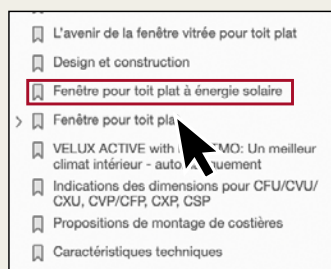 L'avenir de la fenêtre vitrée pour toit plat
Design et construction
Fenêtre pour toit plat à énergie solaire
Fenêtre pour toit
VELUX ACTIVE with
: Un meilleur
climat intérieur -
Indications des dimensions pour CFU/CVU/
CXU, CVP/CFP, CXP, CSP
Propositions de montage de costières
Caractéristiques techniques